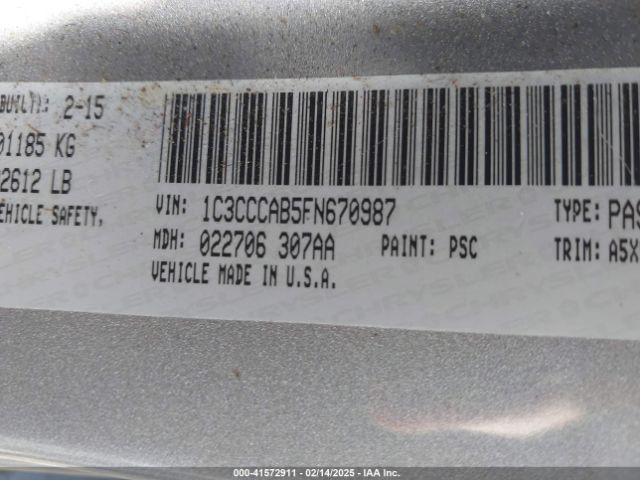 BUILT: 2-15
01185 KG
2612 LB
VEHICLE SAFETY,
VIN: 1C3CCCAB5FN670987 TYPE: PAS
MDH: 022706 307AA PAINT: PSC TRIM: A5X
VEHICLE MADE IN U.S.A.
CHRYSLER
000-41572911 - 02/14/2025 - IAA Inc.